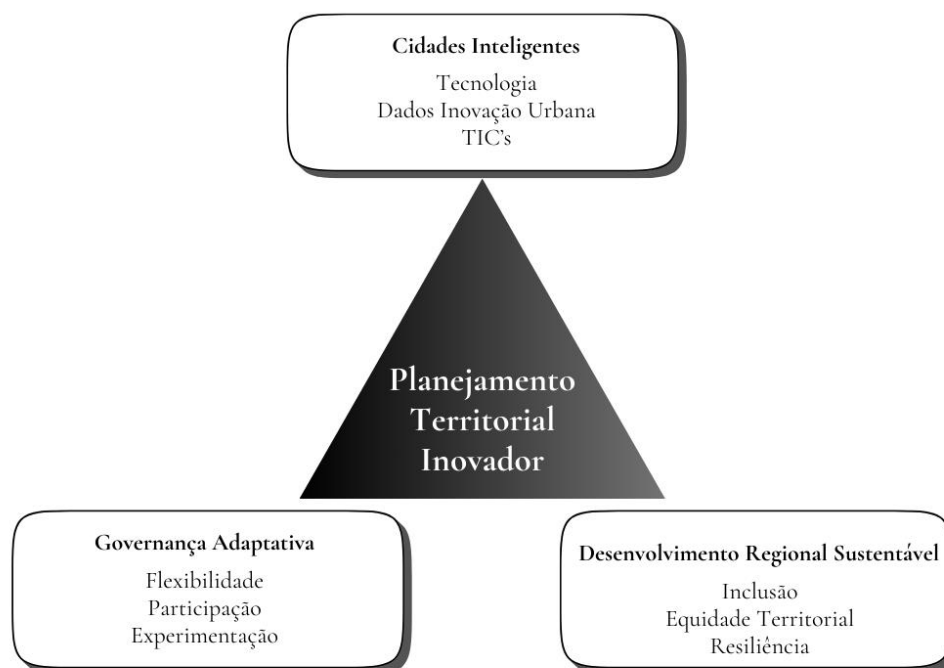 Cidades Inteligentes
Tecnologia
Dados Inovação Urbana
TIC's
Planejamento
Territorial
Inovador
Governança Adaptativa
Flexibilidade
Participação
Experimentação
Desenvolvimento Regional Sustentável
Inclusão
Equidade Territorial
Resiliência